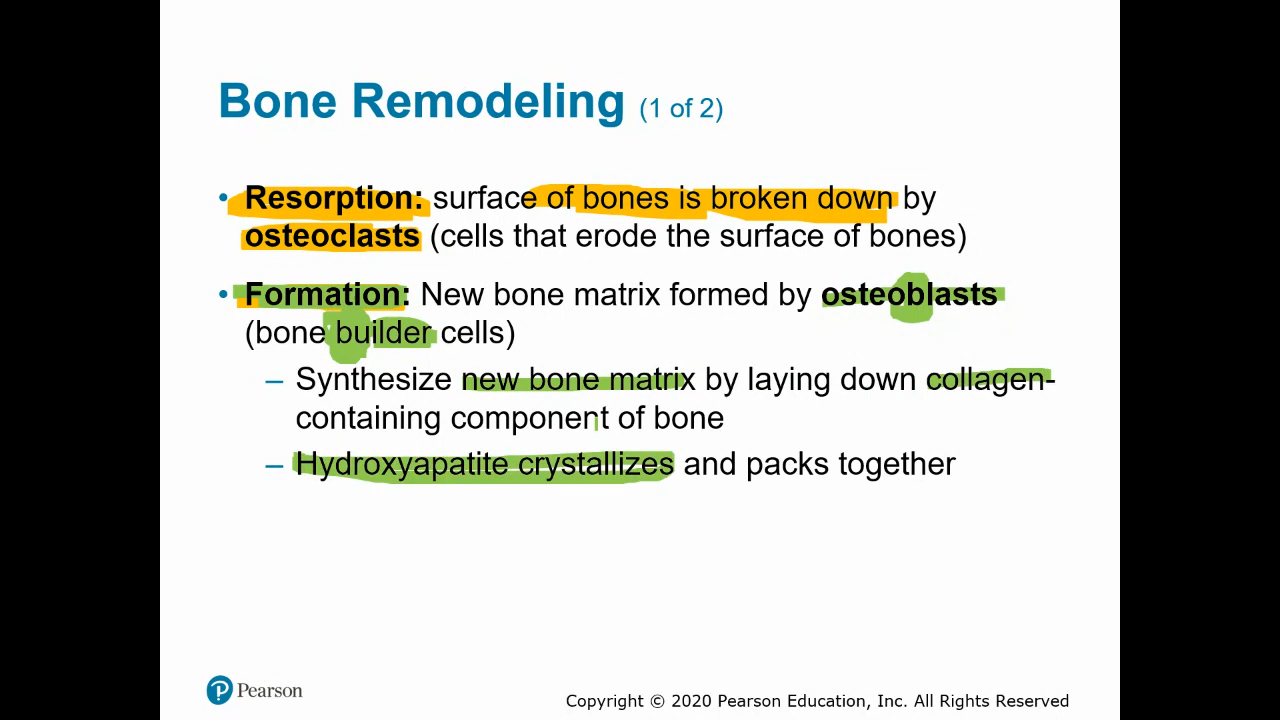 Bone Remodeling (1 of 2)
• Resorption: surface of bones is broken down by
osteoclasts (cells that erode the surface of bones)
• Formation: New bone matrix formed by osteoblasts
(bone builder cells)
– Synthesize new bone matrix by laying down collagen-
containing component of bone
– Hydroxyapatite crystallizes and packs together
Pearson
Copyright © 2020 Pearson Education, Inc. All Rights Reserved